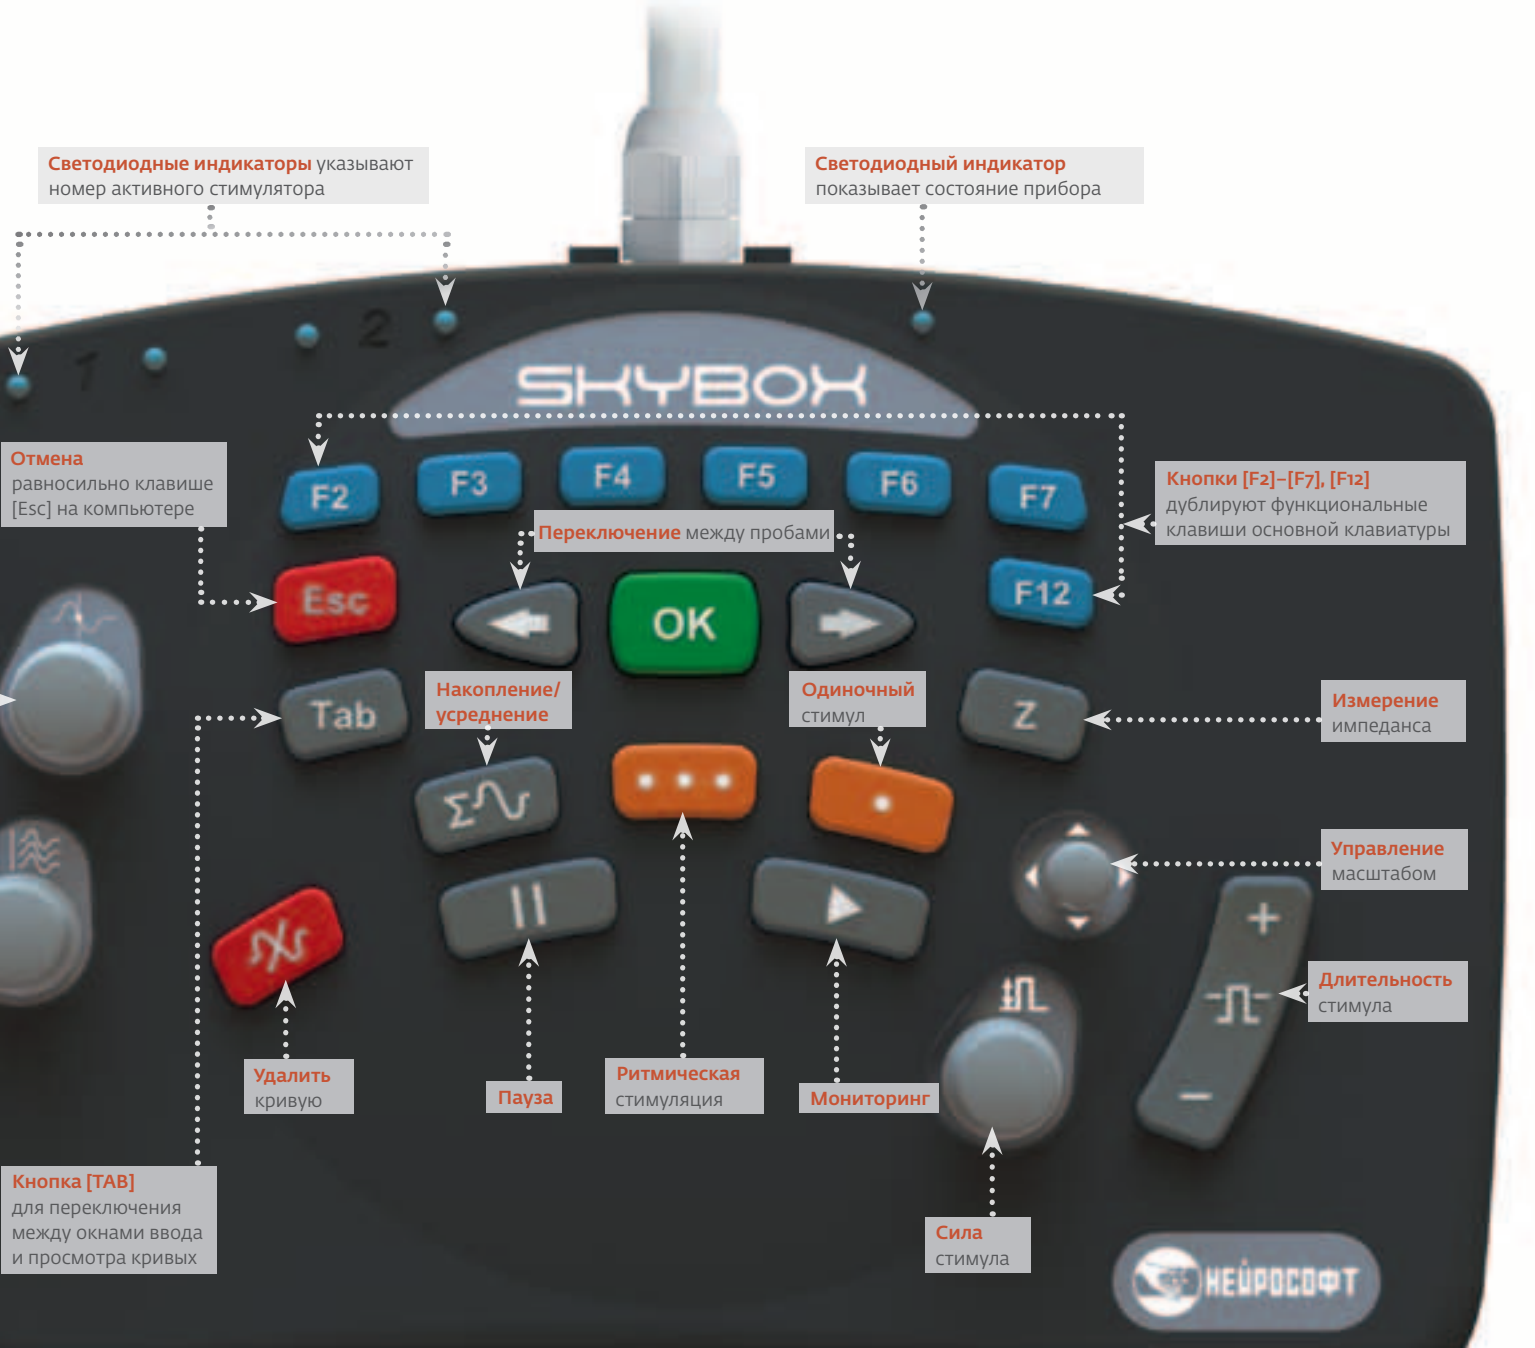 Светодиодные индикаторы указывают
номер активного стимулятора
Светодиодный индикатор
показывает состояние прибора
1
2
SKYBOX
Отмена
равносильно клавише
[Esc] на компьютере
F2
F3
F4
F5
F6
F7
Кнопки [F2]–[F7], [F12]
дублируют функциональные
клавиши основной клавиатуры
Переключение между пробами
Esc
OK
F12
Накопление/
усреднение
Одиночный
стимул
Tab
Z
Измерение
импеданса
Σ
Управление
масштабом
+
Длительность
стимула
−
Удалить
кривую
Пауза
Ритмическая
стимуляция
Мониторинг
Кнопка [TAB]
для переключения
между окнами ввода
и просмотра кривых
Сила
стимула
НЕЙРОСОФТ